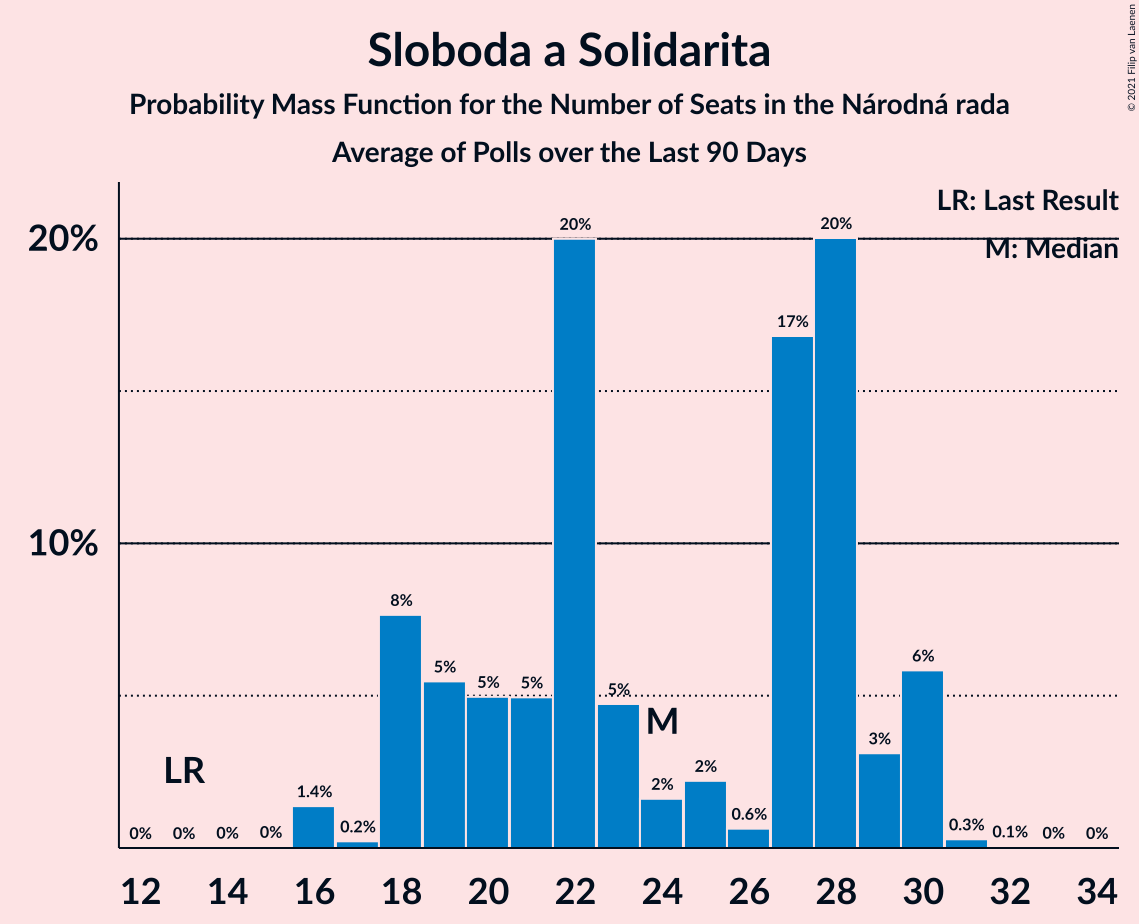 Sloboda a Solidarita
Probability Mass Function for the Number of Seats in the Národná rada
Average of Polls over the Last 90 Days
© 2021 Filip van Laenen
LR: Last Result
M: Median
20%
10%
0%
0%
0%
0%
1.4%
0.2%
8%
5%
5%
5%
20%
5%
2%
2%
0.6%
17%
20%
3%
6%
0.3%
0.1%
0%
0%
LR
M
12 14 16 18 20 22 24 26 28 30 32 34